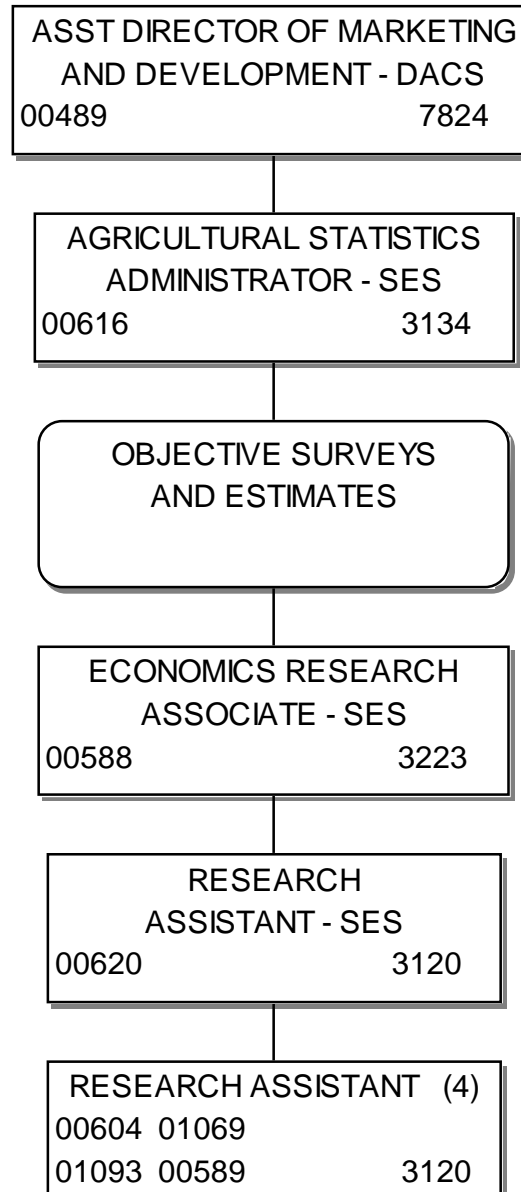 ASST DIRECTOR OF MARKETING
AND DEVELOPMENT - DACS
00489 7824
AGRICULTURAL STATISTICS
ADMINISTRATOR - SES
00616 3134
OBJECTIVE SURVEYS
AND ESTIMATES
ECONOMICS RESEARCH
ASSOCIATE - SES
00588 3223
RESEARCH
ASSISTANT - SES
00620 3120
RESEARCH ASSISTANT (4)
00604 01069
01093 00589 3120